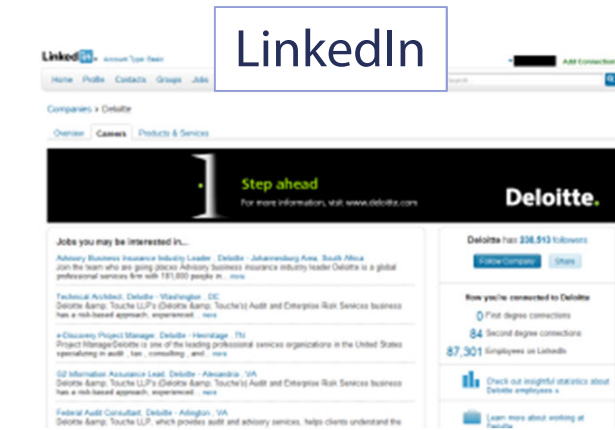 LinkedIn
Linked in Account Type: Basic
Add Connections
Home Profile Contacts Groups Jobs
Search
Companies › Deloitte
Overview Careers Products & Services
Step ahead
For more information, visit www.deloitte.com
Deloitte.
Jobs you may be interested in...
Advisory Business Insurance Industry Leader , Deloitte - Johannesburg Area, South Africa
Join the team who are going places Advisory business insurance industry leader Deloitte is a global
professional services firm with 181,000 people in... more
Technical Architect, Deloitte - Washington , DC
Deloitte &amp; Touche LLP's (Deloitte &amp; Touche's) Audit and Enterprise Risk Services business
has a risk-based approach, experienced... more
e-Discovery Project Manager, Deloitte - Hermitage , TN
Project ManagerDeloitte is one of the leading professional services organizations in the United States
specializing in audit , tax , consulting , and... more
G2 Information Assurance Lead, Deloitte - Alexandria , VA
Deloitte &amp; Touche LLP's (Deloitte &amp; Touche's) Audit and Enterprise Risk Services business
has a risk-based approach, experienced... more
Federal Audit Consultant, Deloitte - Arlington , VA
Deloitte &amp; Touche LLP, which provides audit and advisory services, helps clients understand the
Deloitte has 338,513 followers
Follow Company Share
How you're connected to Deloitte
0 First degree connections
84 Second degree connections
87,301 Employees on LinkedIn
Check out insightful statistics about
Deloitte employees »
Learn more about working at
Deloitte